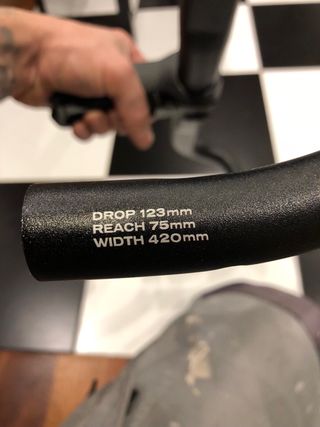 DROP 123mm
REACH 75mm
WIDTH 420mm